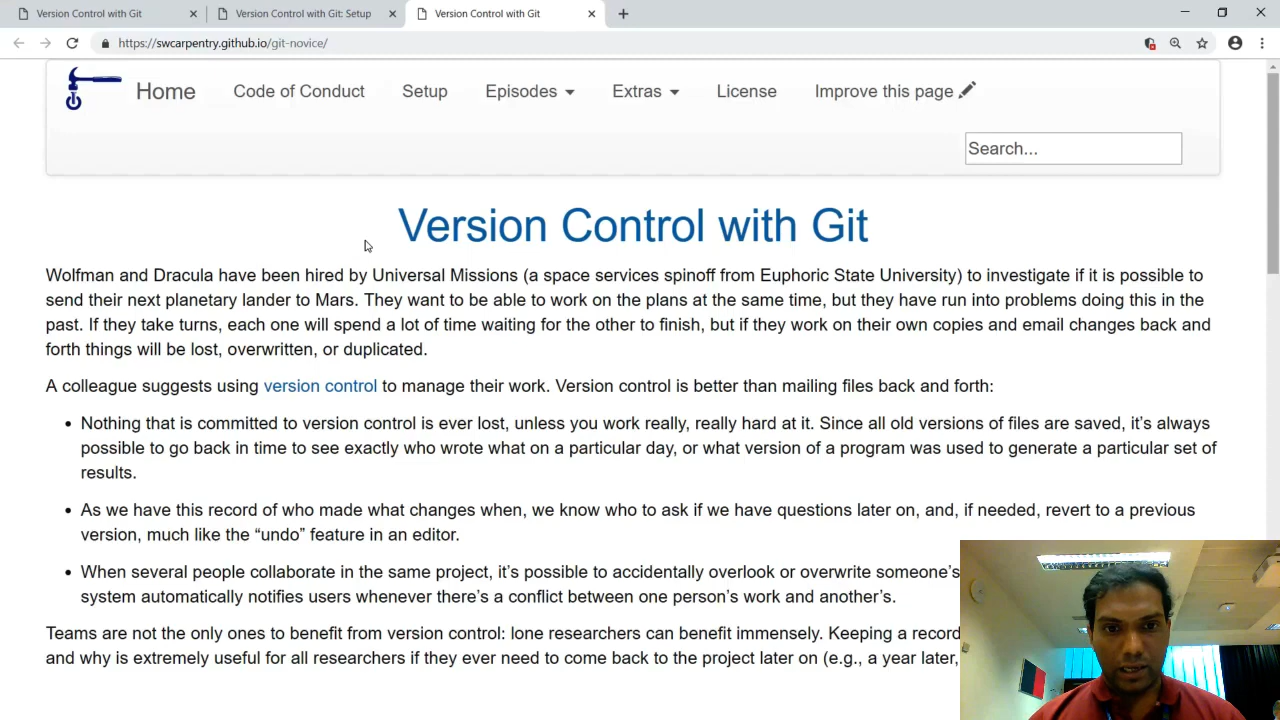 Version Control with Git
Version Control with Git: Setup
Version Control with Git
https://swcarpentry.github.io/git-novice/
Home Code of Conduct Setup Episodes Extras License Improve this page
Search...
Version Control with Git
Wolfman and Dracula have been hired by Universal Missions (a space services spinoff from Euphoric State University) to investigate if it is possible to
send their next planetary lander to Mars. They want to be able to work on the plans at the same time, but they have run into problems doing this in the
past. If they take turns, each one will spend a lot of time waiting for the other to finish, but if they work on their own copies and email changes back and
forth things will be lost, overwritten, or duplicated.
A colleague suggests using version control to manage their work. Version control is better than mailing files back and forth:
• Nothing that is committed to version control is ever lost, unless you work really, really hard at it. Since all old versions of files are saved, it’s always
possible to go back in time to see exactly who wrote what on a particular day, or what version of a program was used to generate a particular set of
results.
• As we have this record of who made what changes when, we know who to ask if we have questions later on, and, if needed, revert to a previous
version, much like the “undo” feature in an editor.
• When several people collaborate in the same project, it’s possible to accidentally overlook or overwrite someone’s
system automatically notifies users whenever there’s a conflict between one person’s work and another’s.
Teams are not the only ones to benefit from version control: lone researchers can benefit immensely. Keeping a record
and why is extremely useful for all researchers if they ever need to come back to the project later on (e.g., a year later,